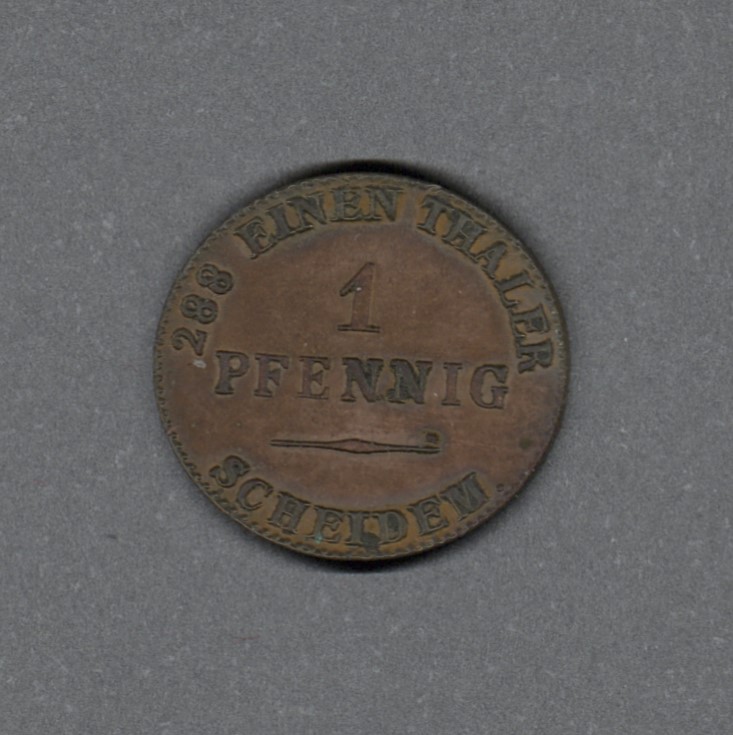 288 EINEN THALER
1
PFENNIG
SCHEIDEM.